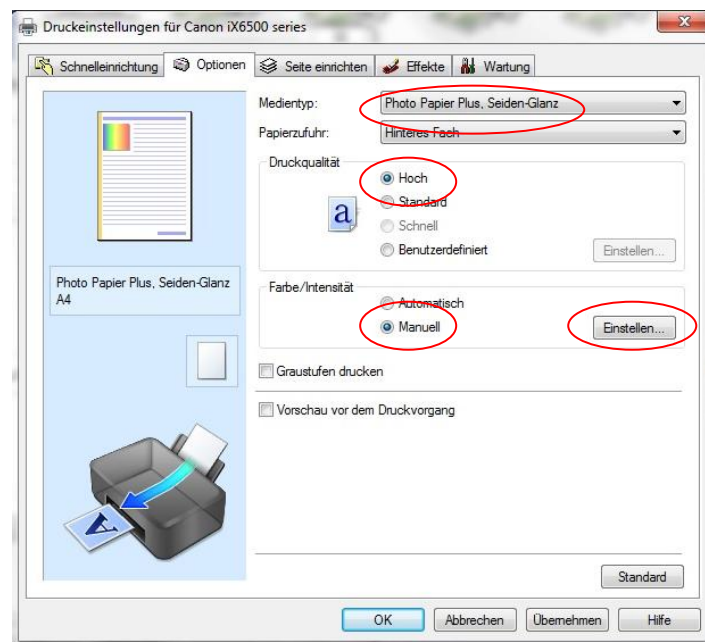 Druckeinstellungen für Canon iX6500 series
Schnelleinrichtung Optionen Seite einrichten Effekte Wartung
Medientyp: Photo Papier Plus, Seiden-Glanz
Papierzufuhr: Hinteres Fach
Druckqualität
Hoch
a Standard
Schnell
Benutzerdefiniert Einstellen...
Photo Papier Plus, Seiden-Glanz
A4
Farbe/Intensität
Automatisch
Manuell Einstellen...
Graustufen drucken
Vorschau vor dem Druckvorgang
A
Standard
OK Abbrechen Übernehmen Hilfe